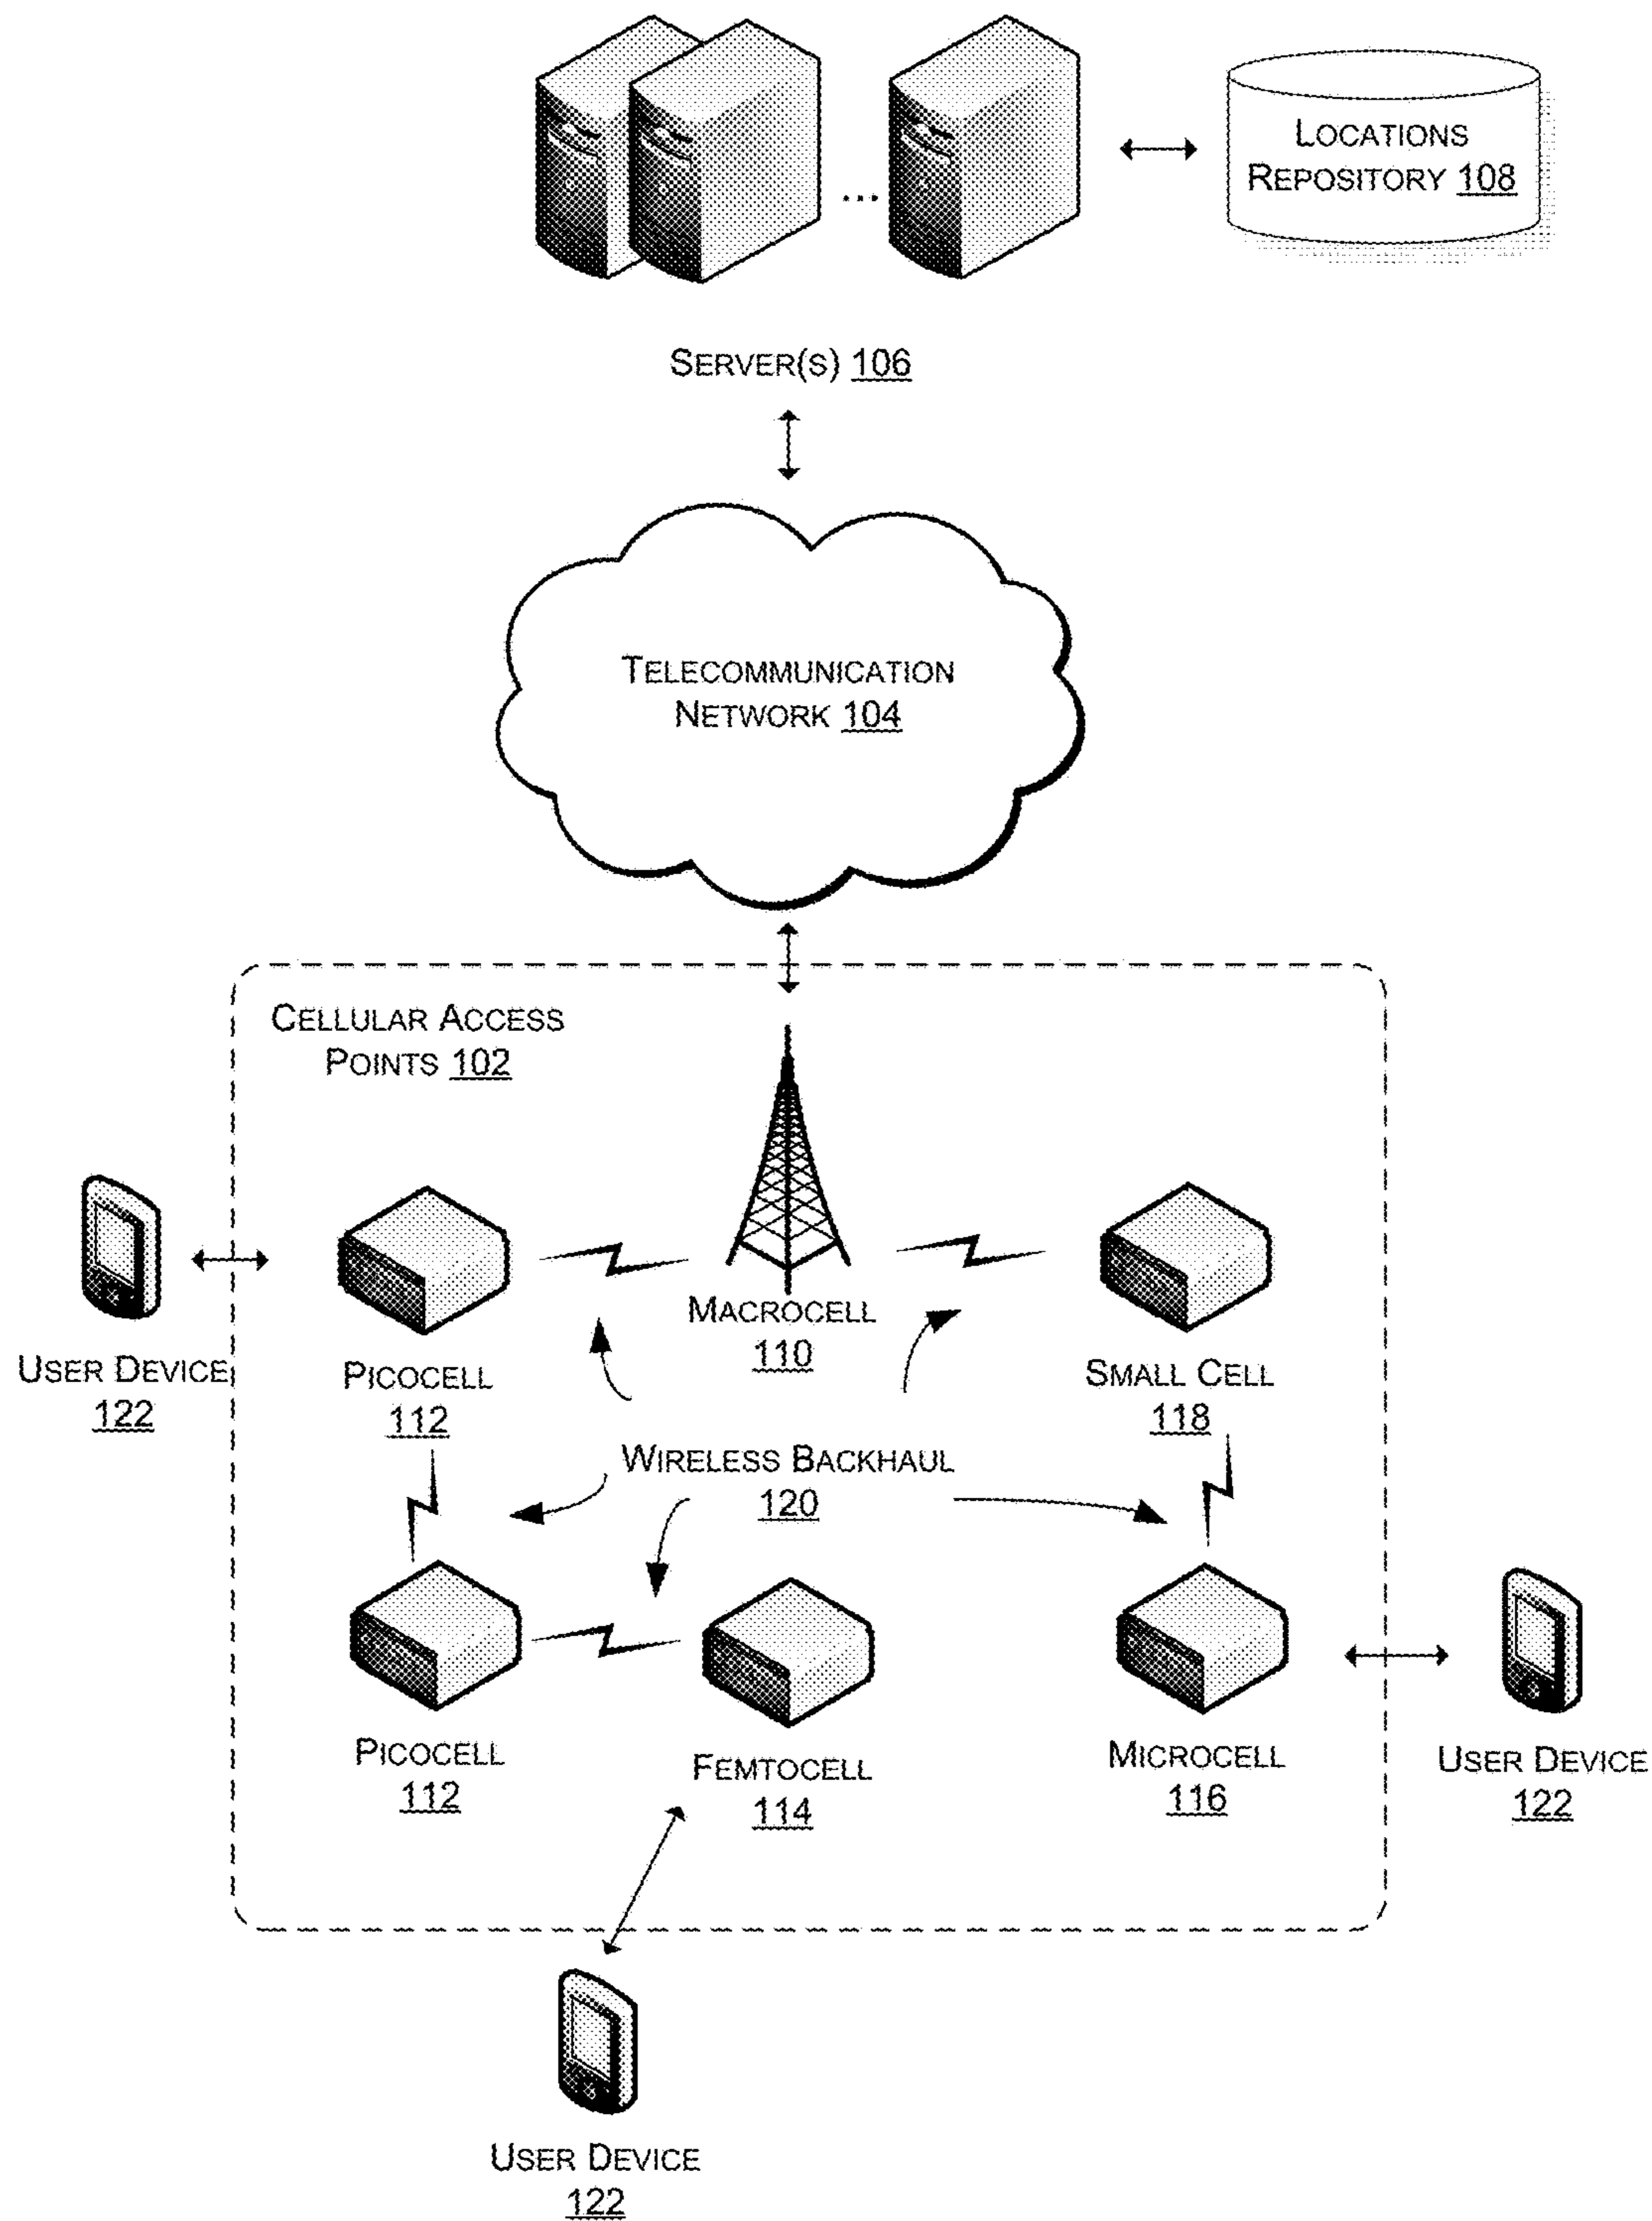 LOCATIONS
REPOSITORY 108
...
SERVER(S) 106
TELECOMMUNICATION
NETWORK 104
CELLULAR ACCESS
POINTS 102
MACROCELL
110
USER DEVICE
122
PICOCELL
112
SMALL CELL
118
WIRELESS BACKHAUL
120
PICOCELL
112
FEMTOCELL
114
MICROCELL
116
USER DEVICE
122
USER DEVICE
122